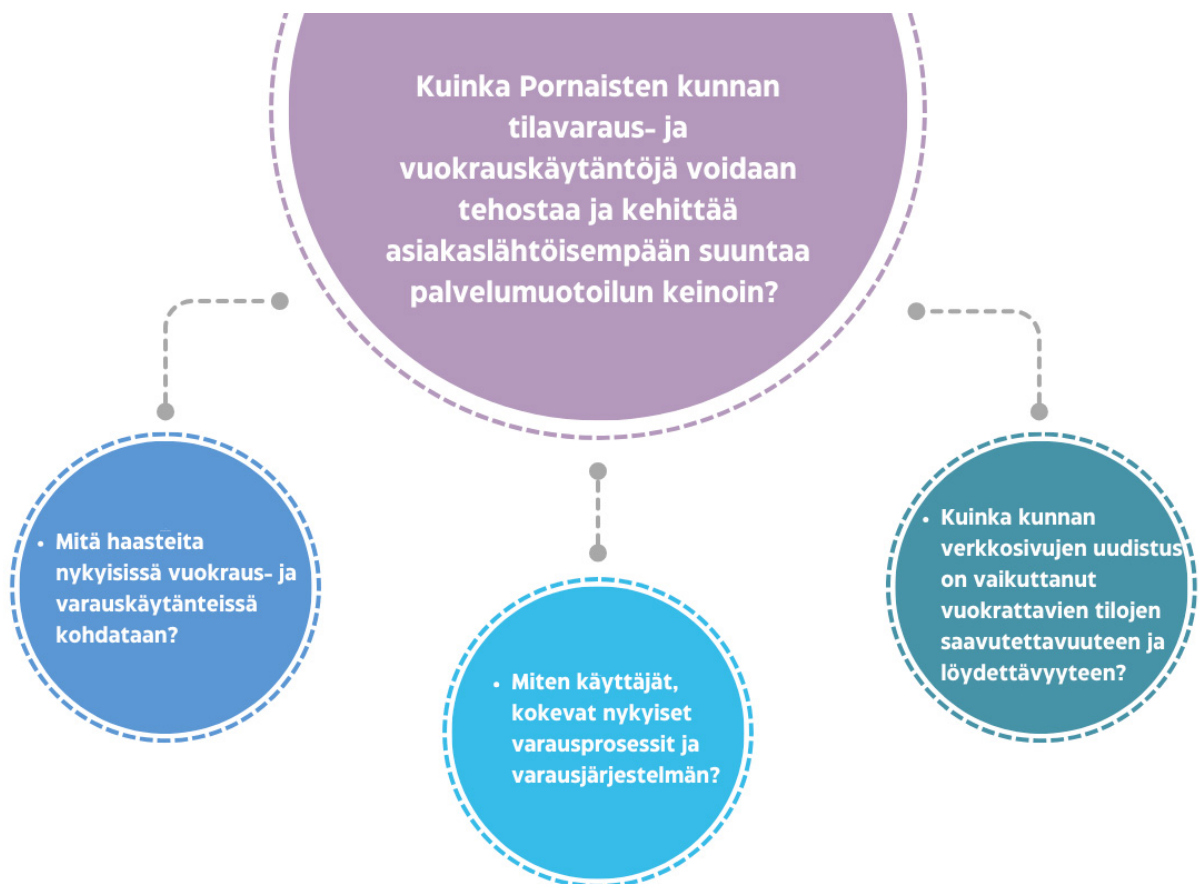 Kuinka Pornaisten kunnan
tilavaraus- ja
vuokrauskäytäntöjä voidaan
tehostaa ja kehittää
asiakaslähtöisempään suuntaa
palvelumuotoilun keinoin?
• Mitä haasteita
nykyisissä vuokraus- ja
varauskäytänteissä
kohdataan?
• Miten käyttäjät,
kokevat nykyiset
varausprosessit ja
varausjärjestelmän?
• Kuinka kunnan
verkkosivujen uudistus
on vaikuttanut
vuokrattavien tilojen
saavutettavuuteen ja
löydettävyyteen?